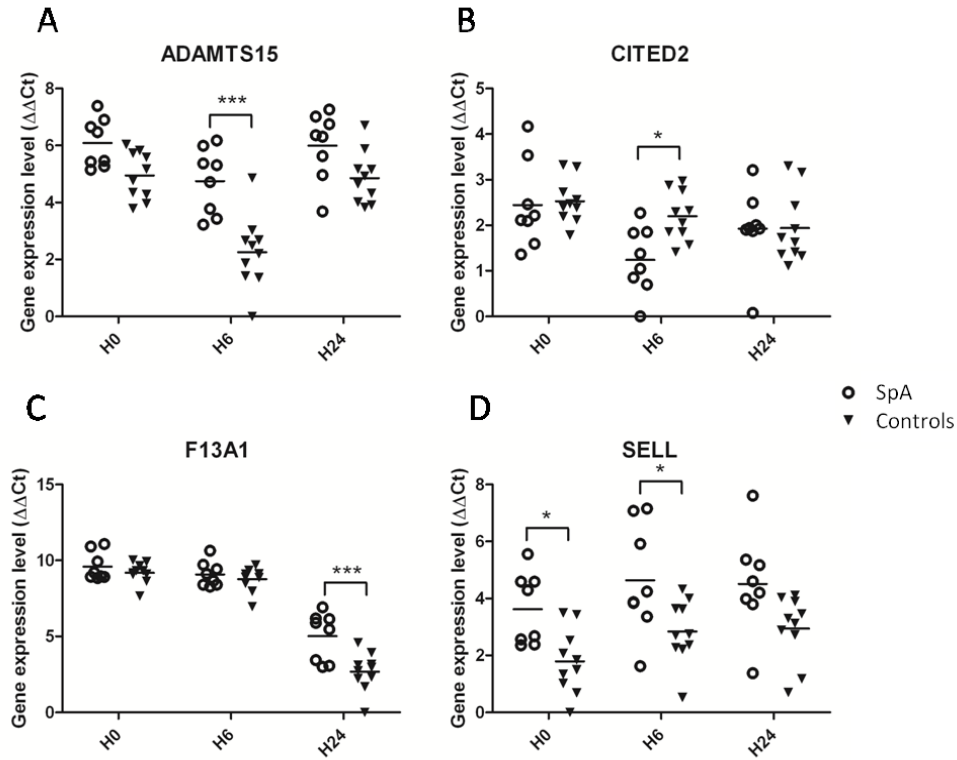 A
ADAMTS15
Gene expression level (ΔΔCt)
8
6
4
2
0
***
H0
H6
H24
B
CITED2
Gene expression level (ΔΔCt)
5
4
3
2
1
0
*
H0
H6
H24
SpA
Controls
C
F13A1
Gene expression level (ΔΔCt)
15
10
5
0
***
H0
H6
H24
D
SELL
Gene expression level (ΔΔCt)
8
6
4
2
0
*
*
H0
H6
H24